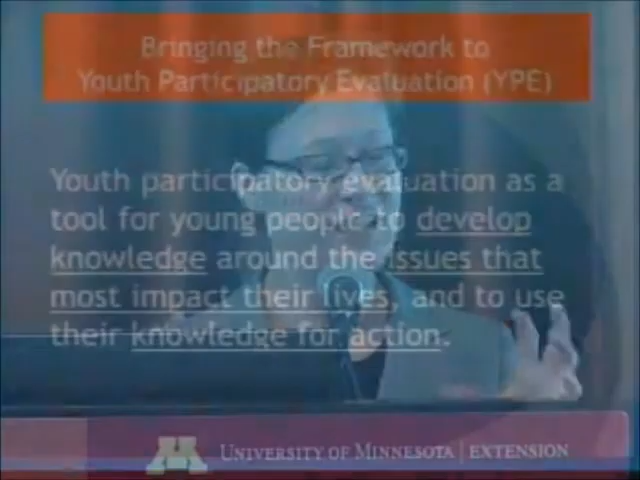 Bringing the Framework to
Youth Participatory Evaluation (YPE)
Youth participatory evaluation as a
tool for young people to develop
knowledge around the issues that
most impact their lives, and to use
their knowledge for action.
M UNIVERSITY OF MINNESOTA | EXTENSION